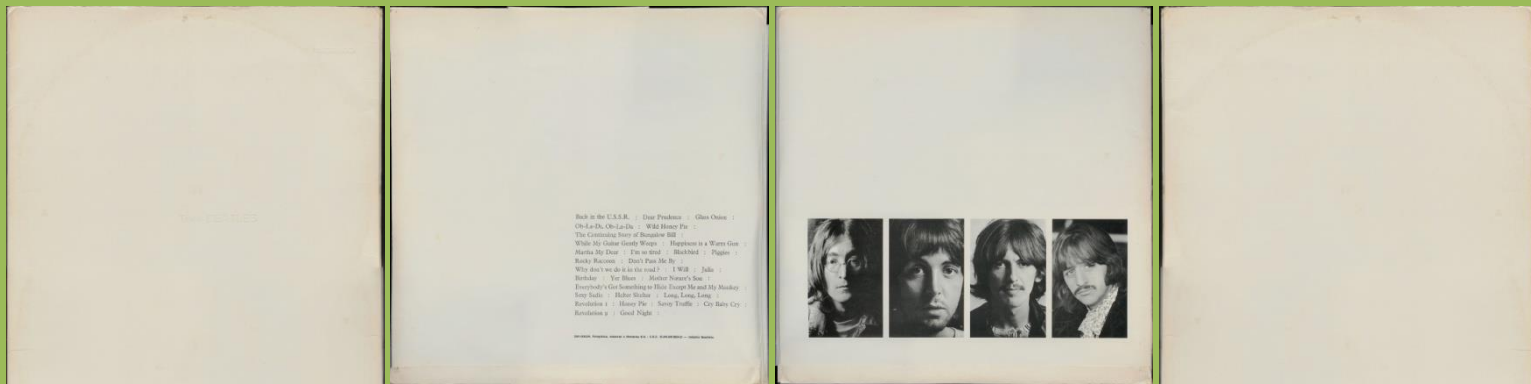 The BEATLES
Back in the U.S.S.R. : Dear Prudence : Glass Onion :
Ob-La-Di, Ob-La-Da : Wild Honey Pie :
The Continuing Story of Bungalow Bill :
While My Guitar Gently Weeps : Happiness is a Warm Gun :
Martha My Dear : I'm so tired : Blackbird : Piggies :
Rocky Raccoon : Don't Pass Me By :
Why don't we do it in the road? : I Will : Julia :
Birthday : Yer Blues : Mother Nature's Son :
Everybody's Got Something to Hide Except Me and My Monkey :
Sexy Sadie : Helter Skelter : Long, Long, Long :
Revolution 1 : Honey Pie : Savoy Truffle : Cry Baby Cry :
Revolution 9 : Good Night :